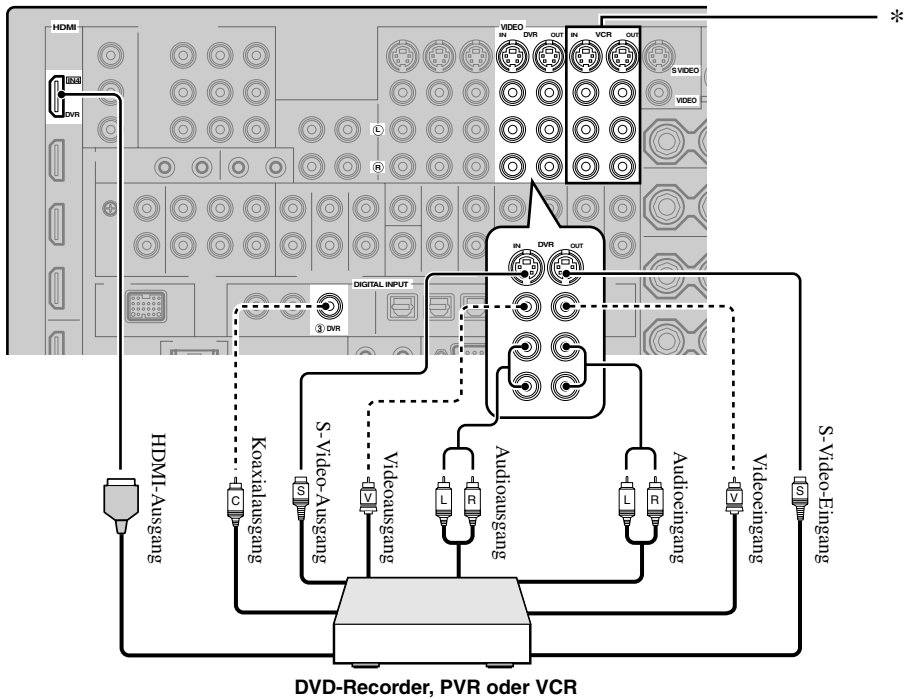 *
HDMI
VIDEO
IN DVR OUT
IN VCR OUT
S VIDEO
VIDEO
IN4
DVR
L
R
IN DVR OUT
DIGITAL INPUT
③ DVR
HDMI-Ausgang
Koaxialausgang
S-Video-Ausgang
Videoausgang
Audioausgang
Audioeingang
Videoeingang
S-Video-Eingang
C
S
V
L
R
L
R
V
S
DVD-Recorder, PVR oder VCR